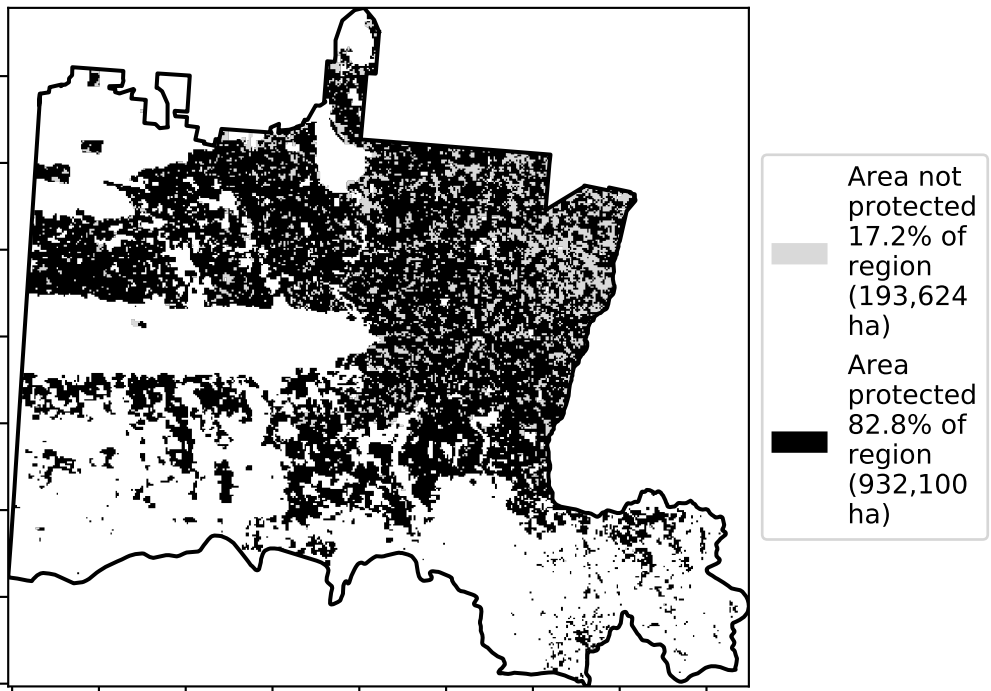 Area not
protected
17.2% of
region
(193,624
ha)
Area
protected
82.8% of
region
(932,100
ha)